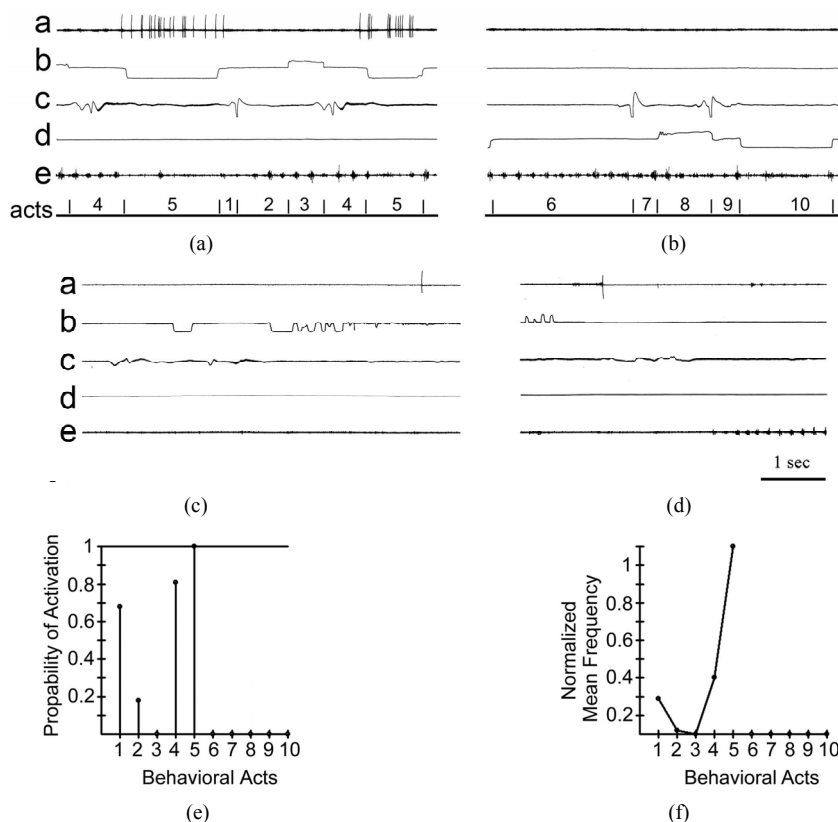 a
b
c
d
e
acts 4 5 1 2 3 4 5
(a)
6 7 8 9 10
(b)
a
b
c
d
e
(c)
1 sec
(d)
Propability of Activation
1
0.8
0.6
0.4
0.2
1 2 3 4 5 6 7 8 9 10
Behavioral Acts
(e)
Normalized
Mean Frequency
1
0.8
0.6
0.4
0.2
1 2 3 4 5 6 7 8 9 10
Behavioral Acts
(f)